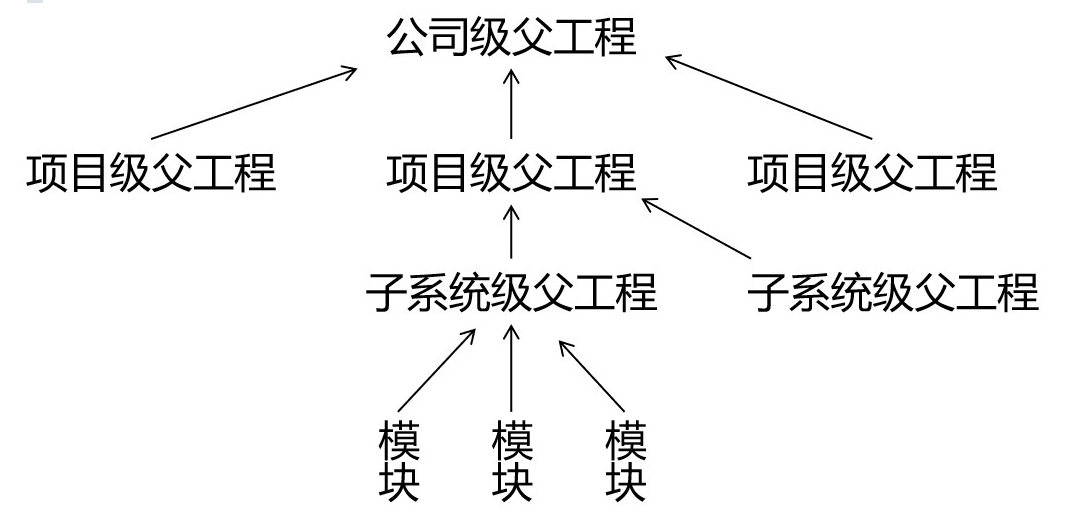 公司级父工程
项目级父工程 项目级父工程 项目级父工程
子系统级父工程 子系统级父工程
模块 模块 模块